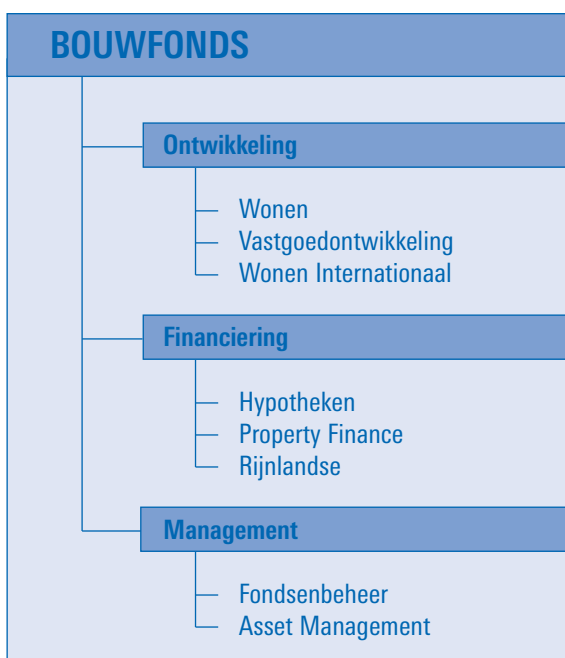 BOUWFONDS
Ontwikkeling
Wonen
Vastgoedontwikkeling
Wonen Internationaal
Financiering
Hypotheken
Property Finance
Rijnlandse
Management
Fondsenbeheer
Asset Management